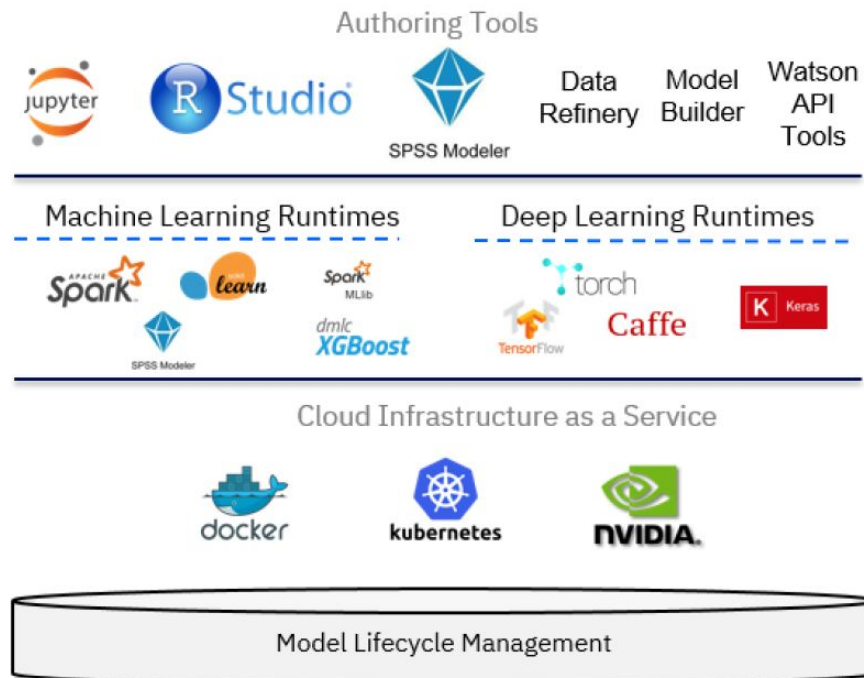 Authoring Tools
jupyter
R Studio
SPSS Modeler
Data
Refinery
Model
Builder
Watson
API
Tools
Machine Learning Runtimes
APACHE
Spark
learn
Spark
MLlib
SPSS Modeler
dmlc
XGBoost
Deep Learning Runtimes
torch
TensorFlow
Caffe
K Keras
Cloud Infrastructure as a Service
docker
kubernetes
NVIDIA.
Model Lifecycle Management